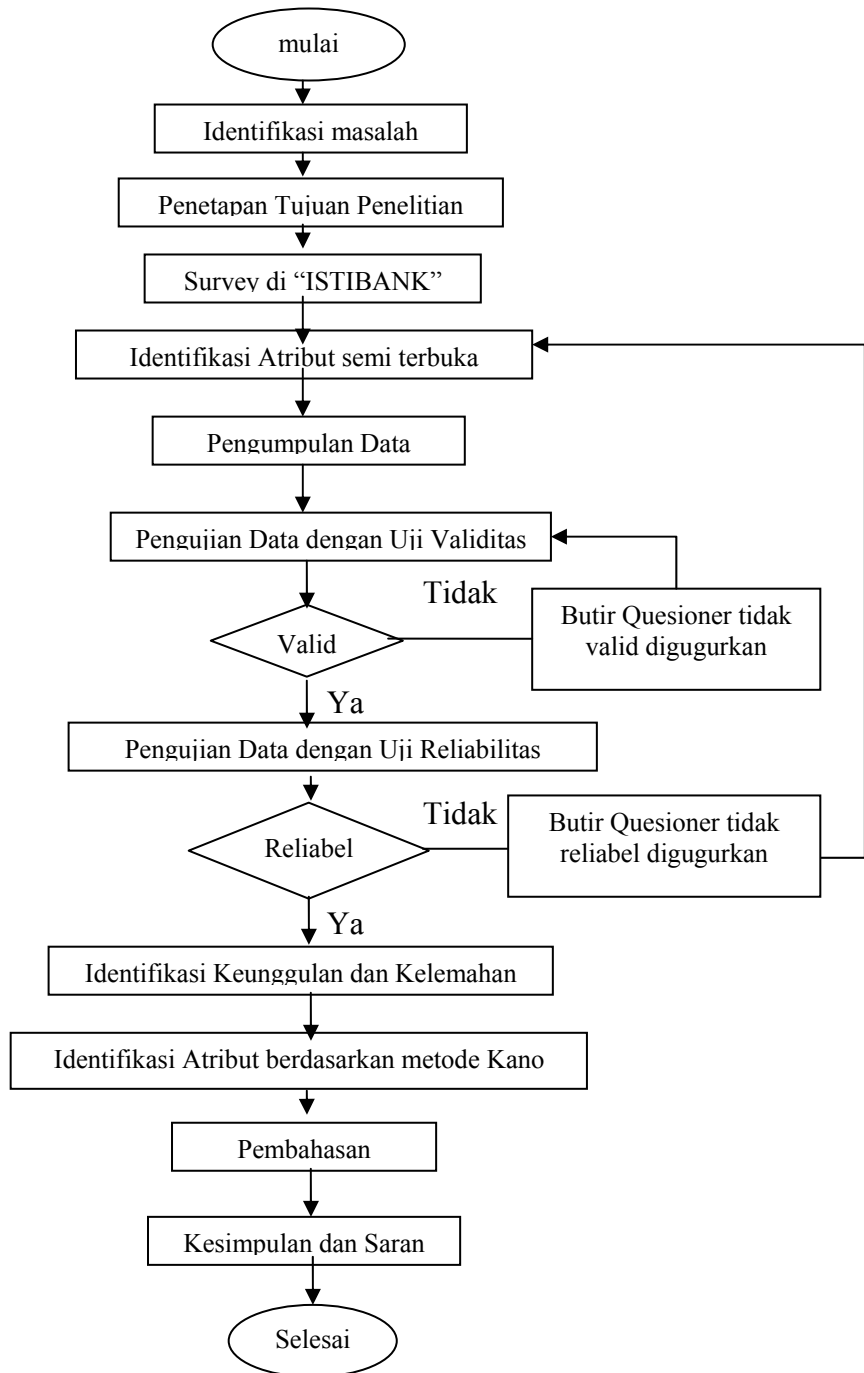 mulai
Identifikasi masalah
Penetapan Tujuan Penelitian
Survey di “ISTIBANK”
Identifikasi Atribut semi terbuka
Pengumpulan Data
Pengujian Data dengan Uji Validitas
Tidak
Butir Quesioner tidak
valid digugurkan
Valid
Ya
Pengujian Data dengan Uji Reliabilitas
Tidak
Butir Quesioner tidak
reliabel digugurkan
Reliabel
Ya
Identifikasi Keunggulan dan Kelemahan
Identifikasi Atribut berdasarkan metode Kano
Pembahasan
Kesimpulan dan Saran
Selesai